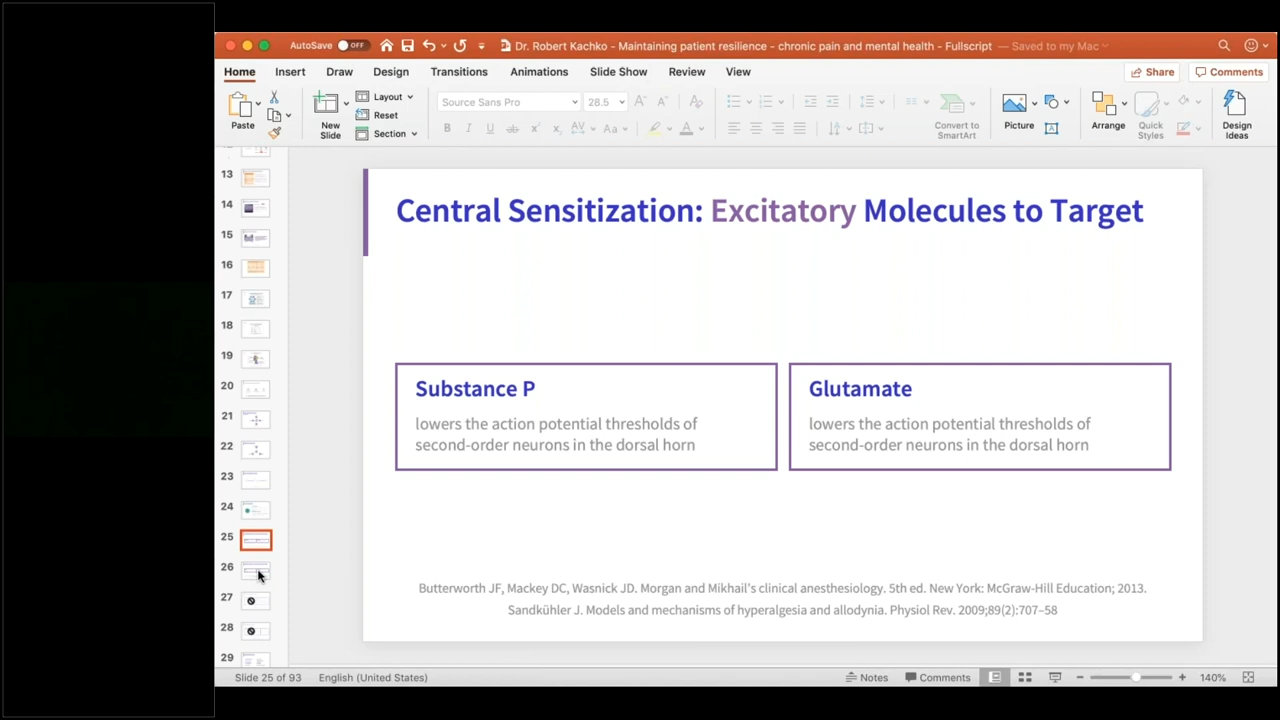 AutoSave OFF Dr. Robert Kachko - Maintaining patient resilience - chronic pain and mental health - Fullscript — Saved to my Mac
Home Insert Draw Design Transitions Animations Slide Show Review View Share Comments
Paste
New Slide
Layout
Reset
Section
Source Sans Pro 28.5
B I U
Convert to SmartArt
Picture
Arrange
Quick Styles
Design Ideas
13
14
15
16
17
18
19
20
21
22
23
24
25
26
27
28
29
Central Sensitization: Excitatory Molecules to Target
Substance P
lowers the action potential thresholds of
second-order neurons in the dorsal horn
Glutamate
lowers the action potential thresholds of
second-order neurons in the dorsal horn
Butterworth JF, Mackey DC, Wasnick JD. Morgan and Mikhail's clinical anesthesiology. 5th ed. New York: McGraw-Hill Education; 2013.
Sandkühler J. Models and mechanisms of hyperalgesia and allodynia. Physiol Rev. 2009;89(2):707–58
Slide 25 of 93 English (United States) Notes Comments 140%